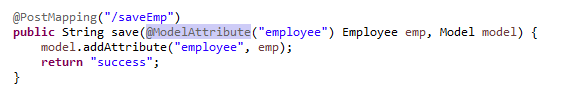 @PostMapping("/saveEmp")
public String save(@ModelAttribute("employee") Employee emp, Model model) {
    model.addAttribute("employee", emp);
    return "success";
}